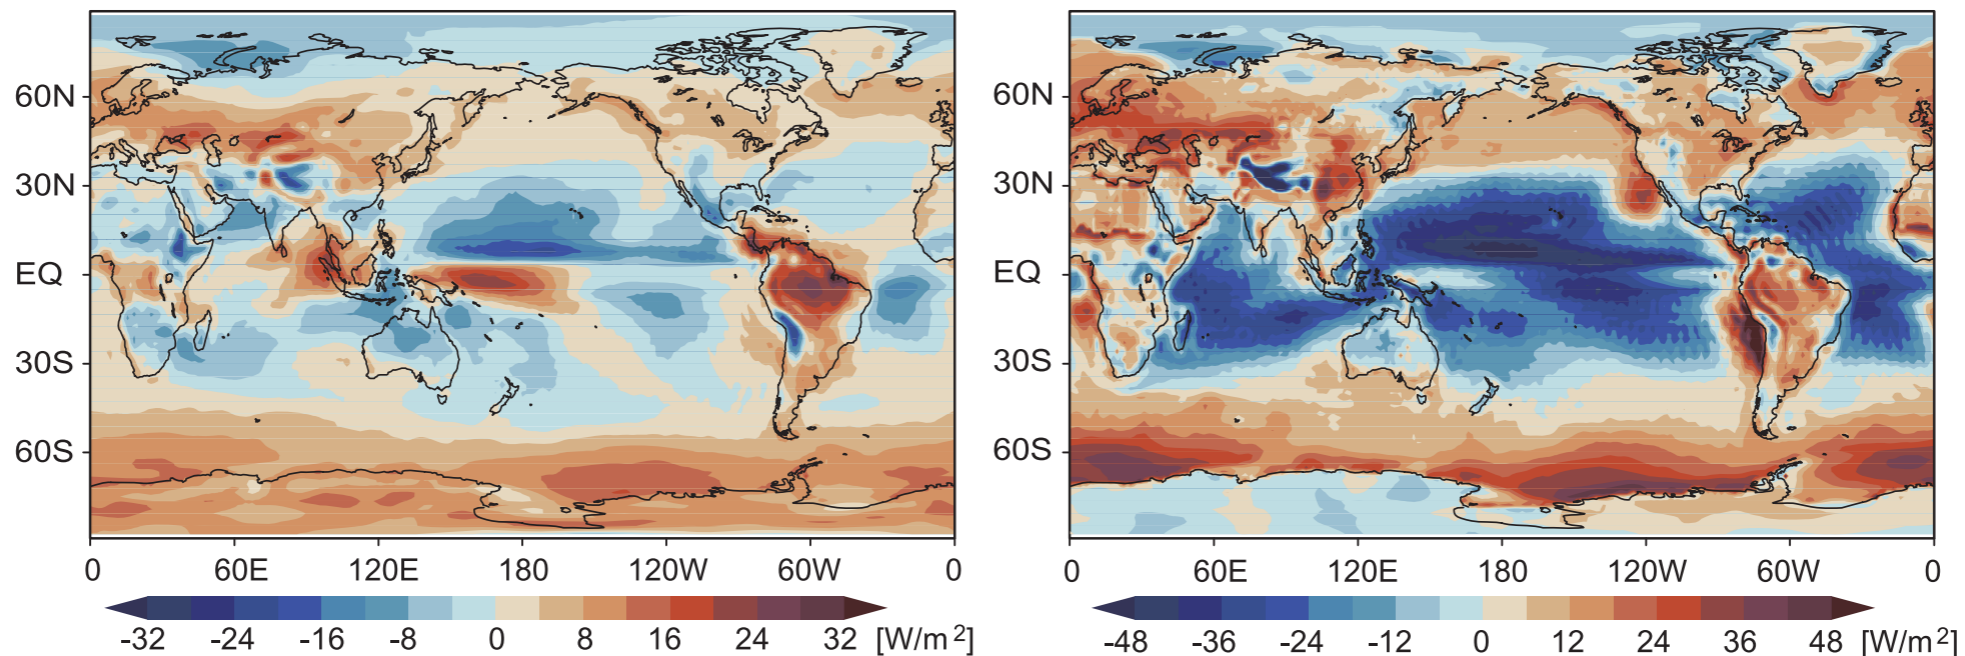 60N
30N
EQ
30S
60S
0 60E 120E 180 120W 60W 0
-32 -24 -16 -8 0 8 16 24 32 [W/m²]
60N
30N
EQ
30S
60S
0 60E 120E 180 120W 60W 0
-48 -36 -24 -12 0 12 24 36 48 [W/m²]